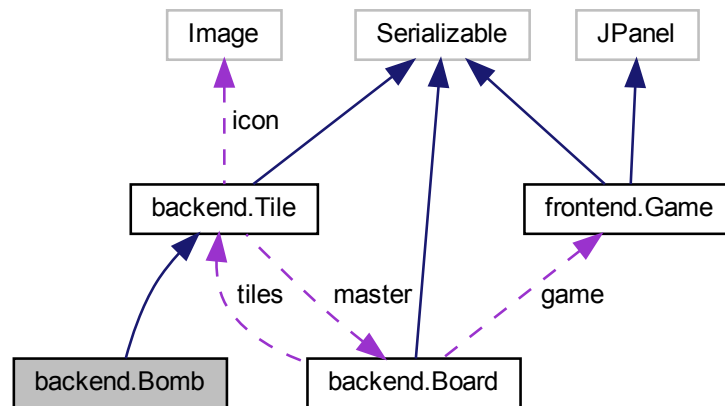 Image
Serializable
JPanel
icon
backend.Tile
frontend.Game
tiles
master
game
backend.Bomb
backend.Board